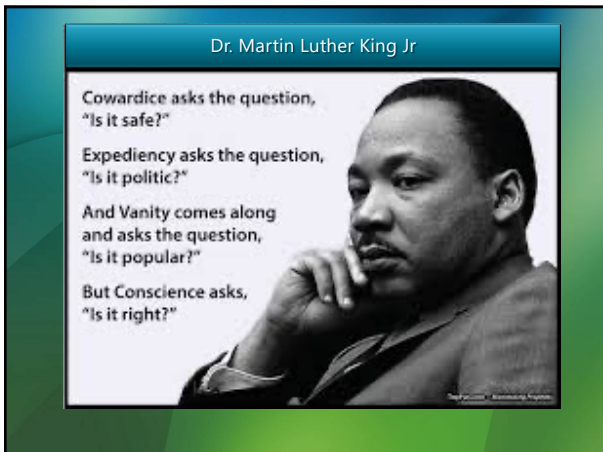 Dr. Martin Luther King Jr
Cowardice asks the question,
"Is it safe?"
Expediency asks the question,
"Is it politic?"
And Vanity comes along
and asks the question,
"Is it popular?"
But Conscience asks,
"Is it right?"